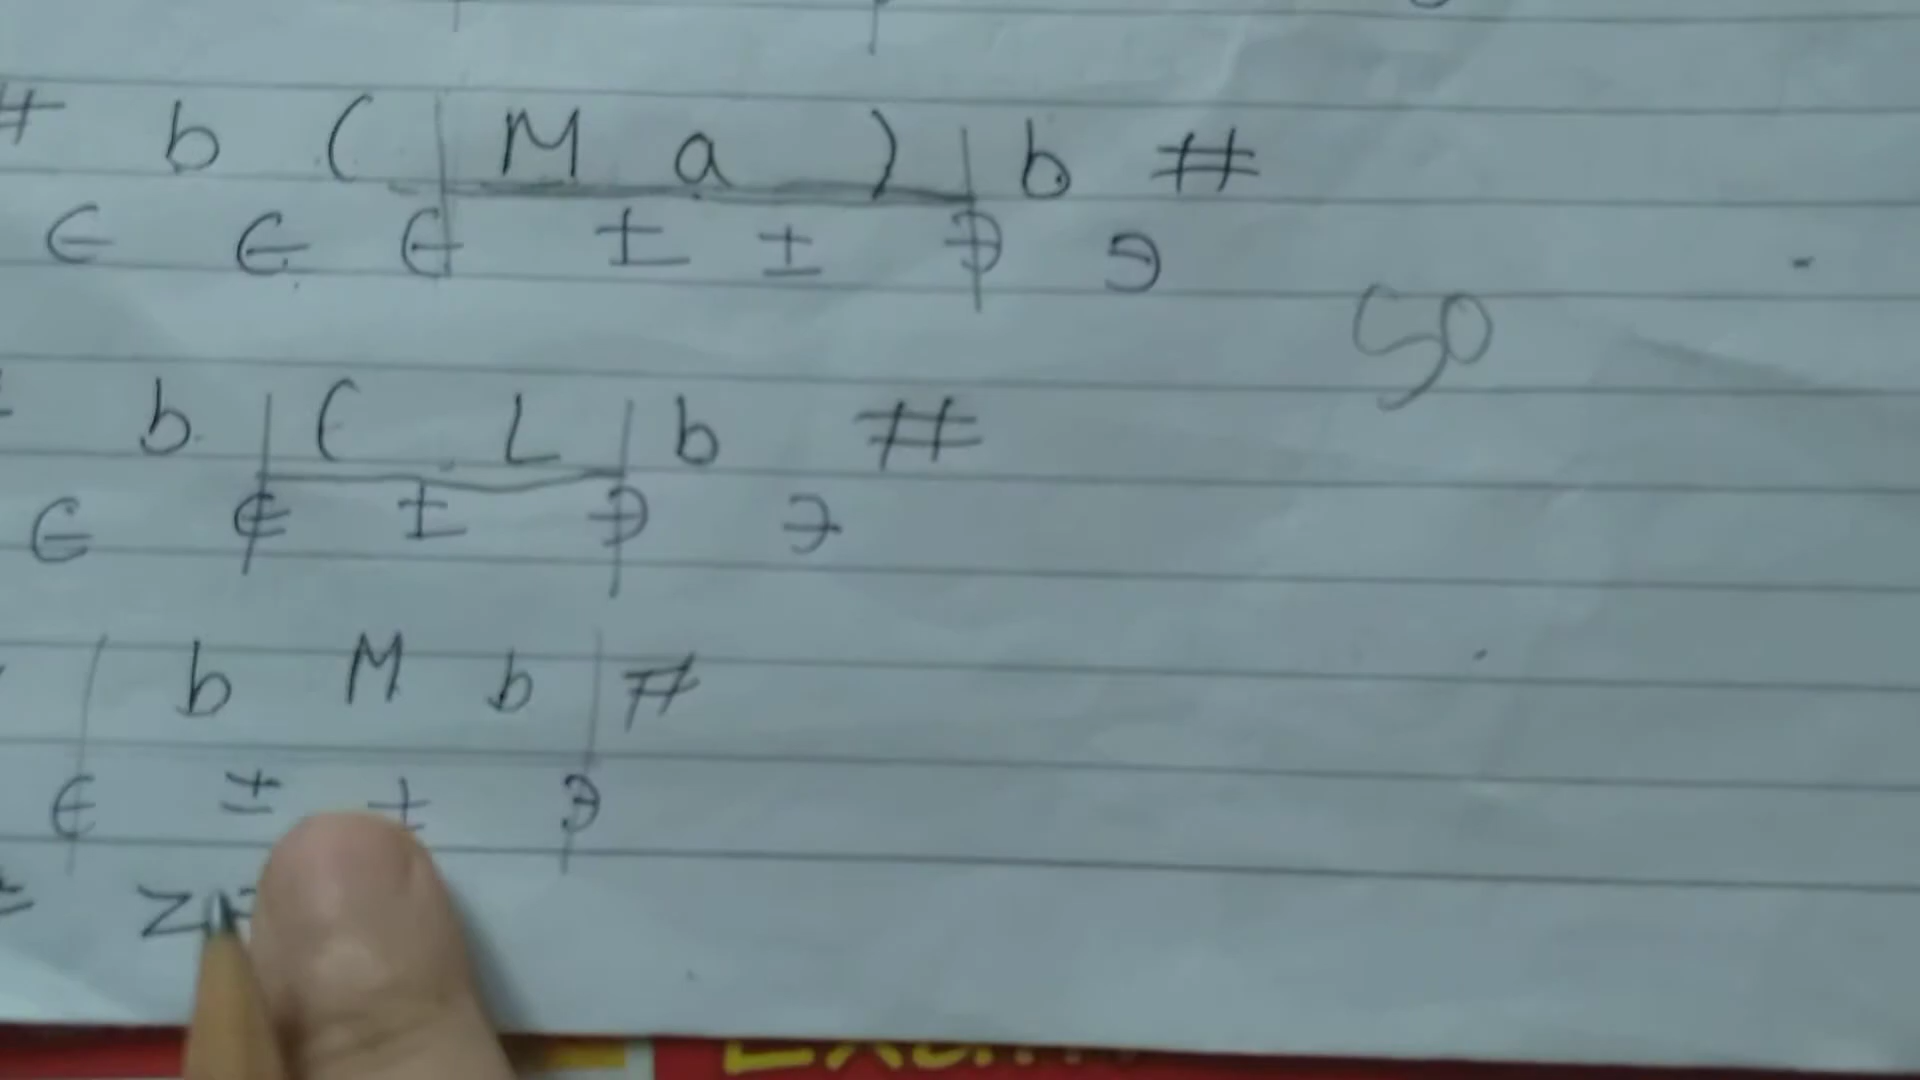 # b ( M a ) b #
⋲ ⋲ ⋲ ± ± ∋ ∋
50
b ( L b #
⋲ ⋲ ± ∋ ∋
b M b #
⋲ ± ± ∋
Z